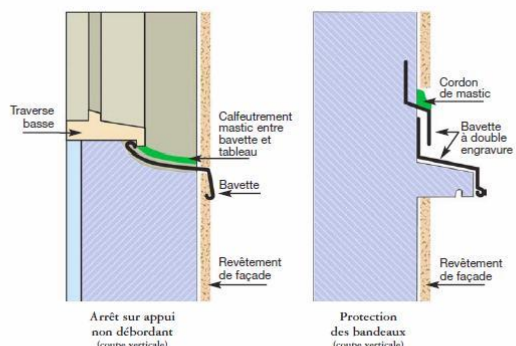 Traverse
basse
Calfeutrement
mastic entre
bavette et
tableau
Bavette
Revêtement
de façade
Arrêt sur appui
non débordant
(coupe verticale)
Cordon
de mastic
Bavette
à double
engravure
Revêtement
de façade
Protection
des bandeaux
(coupe verticale)